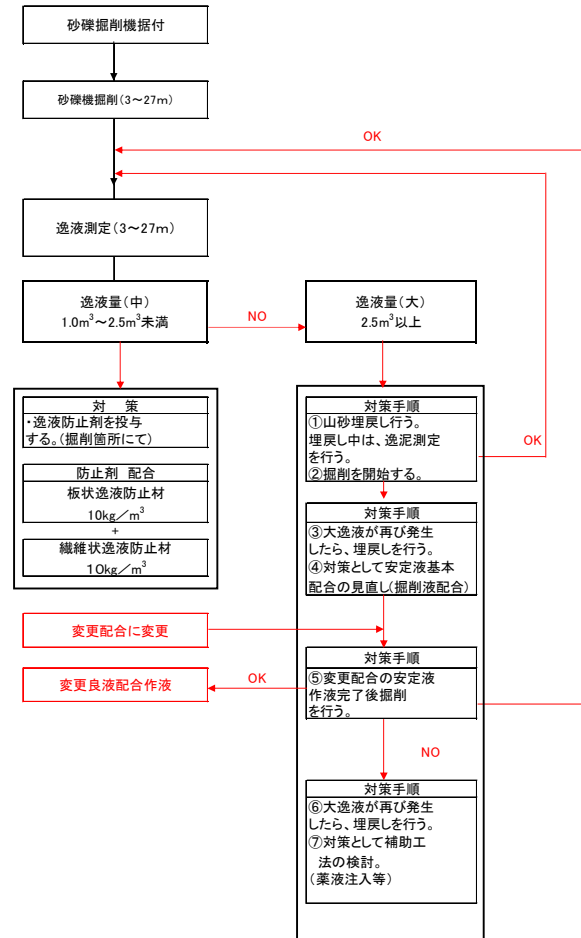 砂礫掘削機据付
砂礫機掘削(3～27m)
OK
逸液測定(3～27m)
逸液量(中)
1.0m³～2.5m³未満
NO
逸液量(大)
2.5m³以上
対　策
・逸液防止剤を投与
する。(掘削箇所にて)
防止剤 配合
板状逸液防止材
10kg／m³
+
繊維状逸液防止材
10kg／m³
対策手順
①山砂埋戻し行う。
埋戻し中は、逸泥測定
を行う。
②掘削を開始する。
OK
対策手順
③大逸液が再び発生
したら、埋戻しを行う。
④対策として安定液基本
配合の見直し(掘削液配合)
変更配合に変更
対策手順
⑤変更配合の安定液
作液完了後掘削
を行う。
OK
変更良液配合作液
NO
対策手順
⑥大逸液が再び発生
したら、埋戻しを行う。
⑦対策として補助工
法の検討。
(薬液注入等)